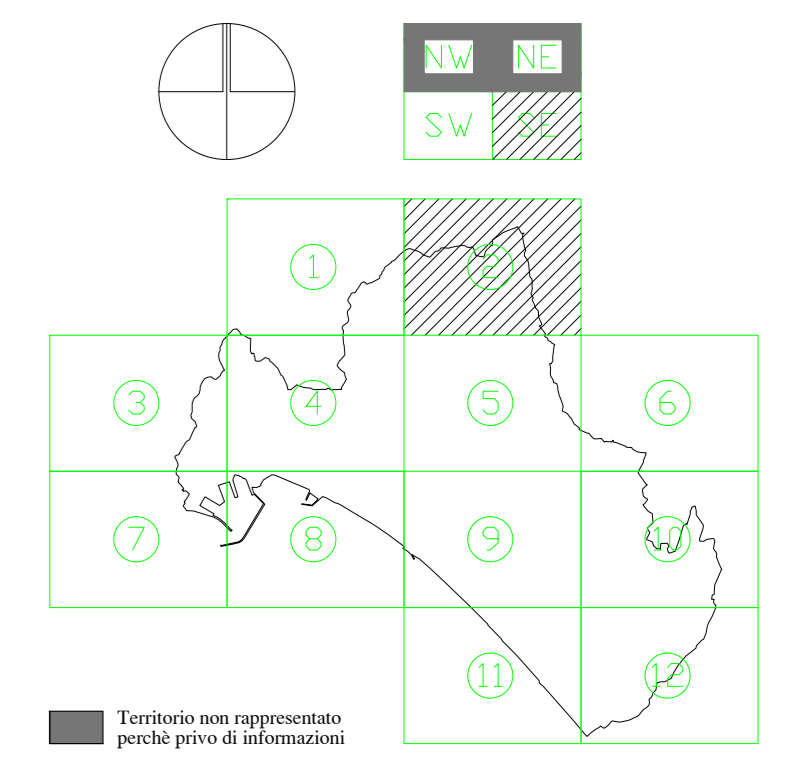 NW NE
SW SE
1 2
3 4 5 6
7 8 9 10
11 12
Territorio non rappresentato
perchè privo di informazioni